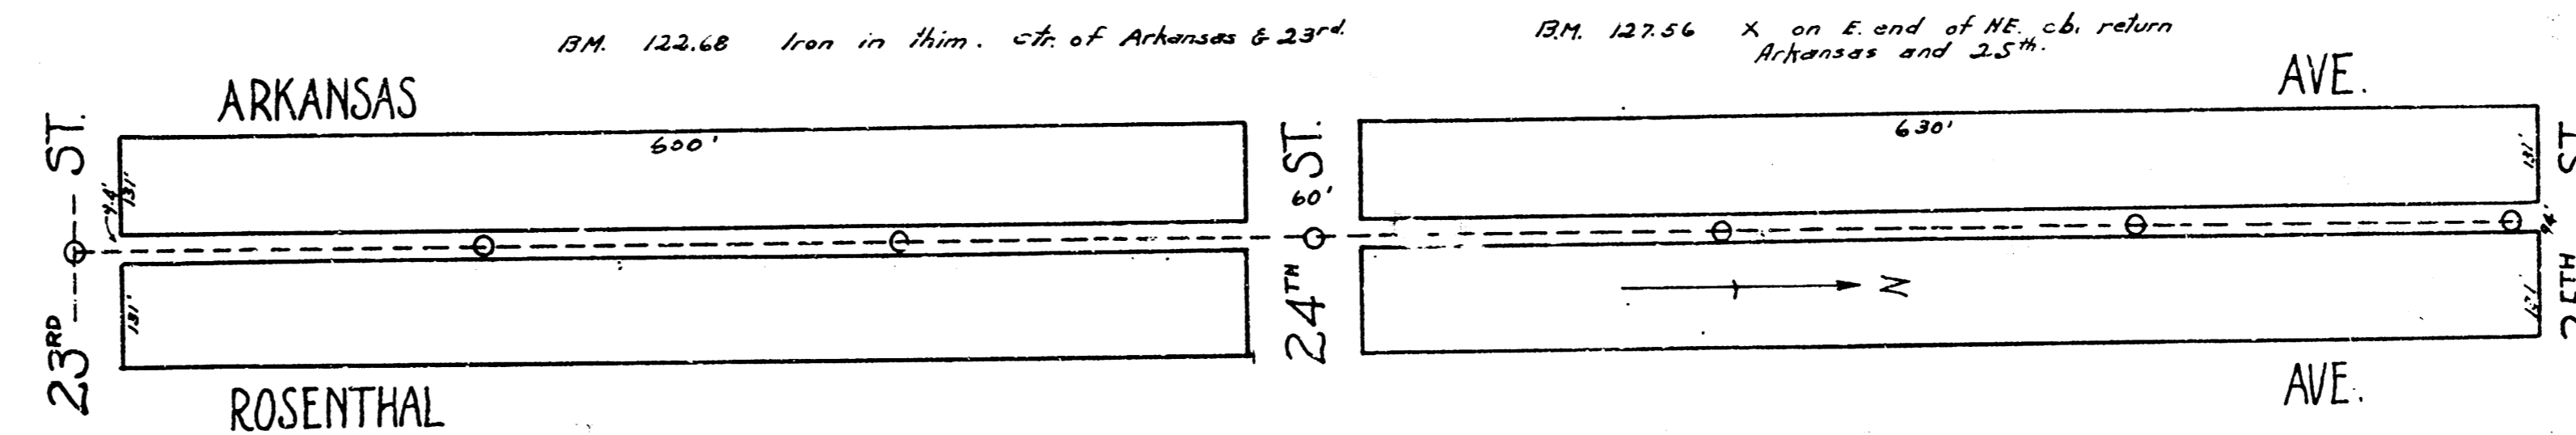 B.M. 122.68 Iron in thim. ctr. of Arkansas & 23rd.
B.M. 127.56 X on E. end of NE. cb. return
Arkansas and 25th.
ARKANSAS
AVE.
ST.
23RD
600'
131'
131'
ST.
60'
24TH
630'
131'
131'
N
ST
ROSENTHAL
AVE.